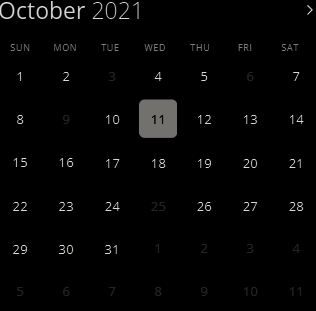 October 2021
SUN MON TUE WED THU FRI SAT
1 2 3 4 5 6 7
8 9 10 11 12 13 14
15 16 17 18 19 20 21
22 23 24 25 26 27 28
29 30 31 1 2 3 4
5 6 7 8 9 10 11